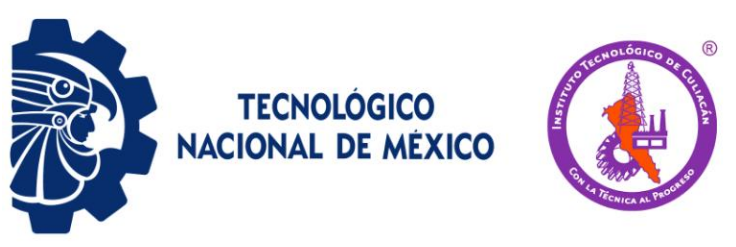 TECNOLÓGICO
NACIONAL DE MÉXICO
INSTITUTO TECNOLÓGICO DE CULIACÁN
CON LA TÉCNICA AL PROGRESO
®